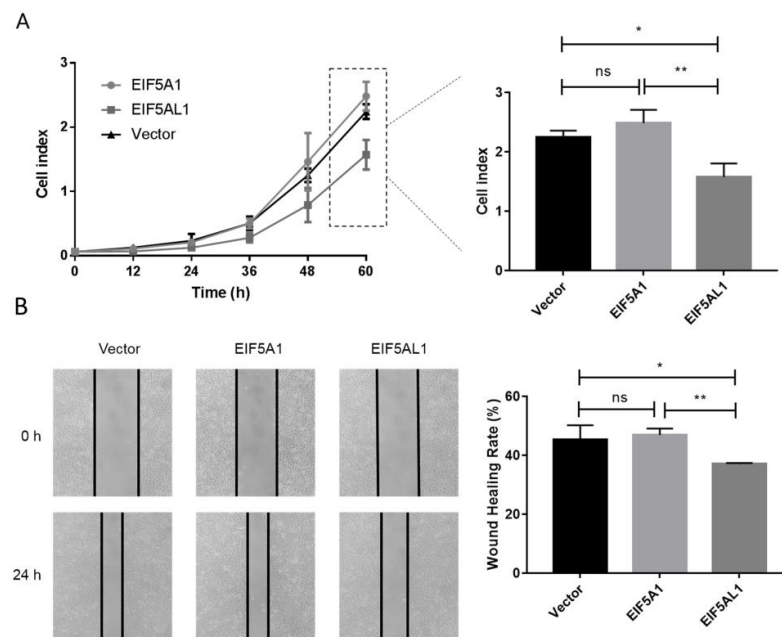 A
EIF5A1
EIF5AL1
Vector
3
2
1
0
Cell index
0 12 24 36 48 60
Time (h)
*
ns **
3
2
1
0
Cell index
Vector EIF5A1 EIF5AL1
B
Vector EIF5A1 EIF5AL1
0 h
24 h
*
ns **
60
40
20
0
Wound Healing Rate (%)
Vector EIF5A1 EIF5AL1